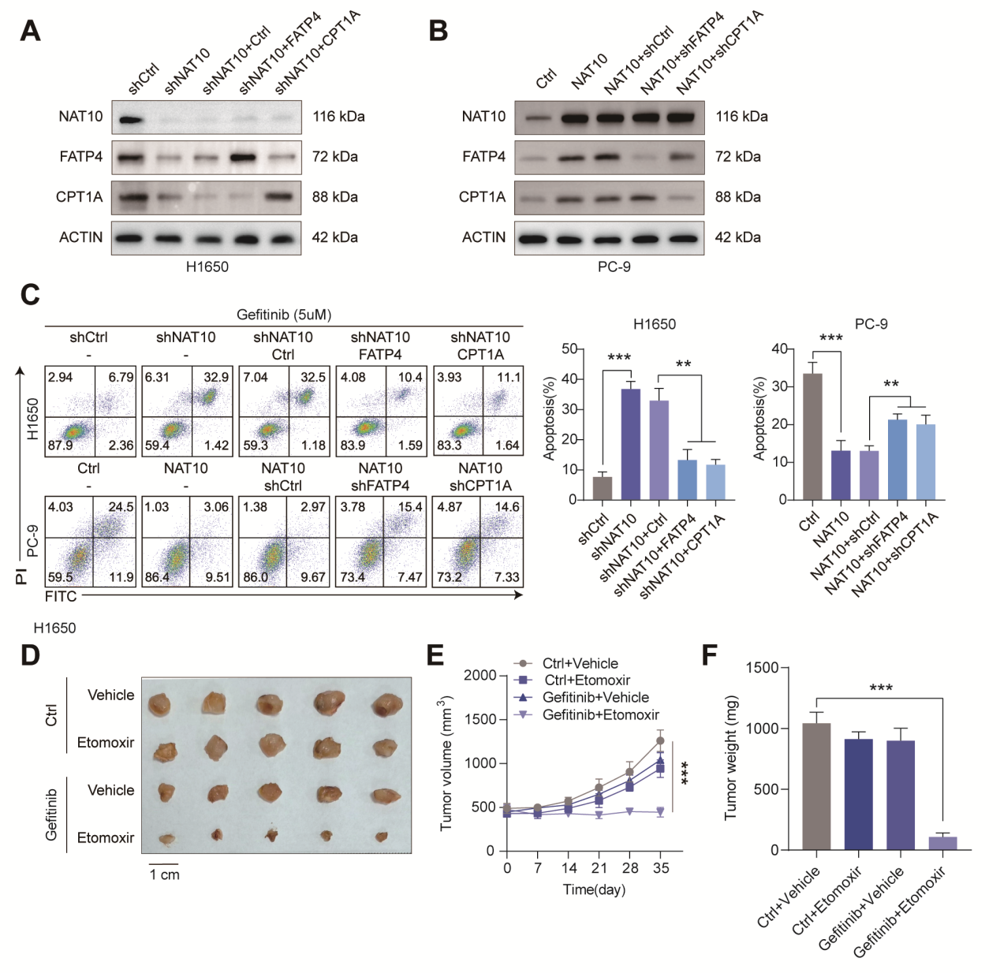 A
shCtrl
shNAT10
shNAT10+Ctrl
shNAT10+FATP4
shNAT10+CPT1A
NAT10 116 kDa
FATP4 72 kDa
CPT1A 88 kDa
ACTIN 42 kDa
H1650
B
Ctrl
NAT10
NAT10+shCtrl
NAT10+shFATP4
NAT10+shCPT1A
NAT10 116 kDa
FATP4 72 kDa
CPT1A 88 kDa
ACTIN 42 kDa
PC-9
C
Gefitinib (5uM)
shCtrl shNAT10 shNAT10 shNAT10 shNAT10
- - Ctrl FATP4 CPT1A
H1650
2.94 6.79 6.31 32.9 7.04 32.5 4.08 10.4 3.93 11.1
87.9 2.36 59.4 1.42 59.3 1.18 83.9 1.59 83.3 1.64
Ctrl NAT10 NAT10 NAT10 NAT10
- - shCtrl shFATP4 shCPT1A
PC-9
4.03 24.5 1.03 3.06 1.38 2.97 3.78 15.4 4.87 14.6
59.5 11.9 86.4 9.51 86.0 9.67 73.4 7.47 73.2 7.33
PI
FITC
H1650
Apoptosis(%)
50
40
30
20
10
0
***
**
shCtrl
shNAT10
shNAT10+Ctrl
shNAT10+FATP4
shNAT10+CPT1A
PC-9
Apoptosis(%)
40
30
20
10
0
***
**
Ctrl
NAT10
NAT10+shCtrl
NAT10+shFATP4
NAT10+shCPT1A
H1650
D
Ctrl
Vehicle
Etomoxir
Gefitinib
Vehicle
Etomoxir
1 cm
E
Ctrl+Vehicle
Ctrl+Etomoxir
Gefitinib+Vehicle
Gefitinib+Etomoxir
Tumor volume (mm3)
2000
1500
1000
500
0
***
0 7 14 21 28 35
Time(day)
F
Tumor weight (mg)
1500
1000
500
0
***
Ctrl+Vehicle
Ctrl+Etomoxir
Gefitinib+Vehicle
Gefitinib+Etomoxir